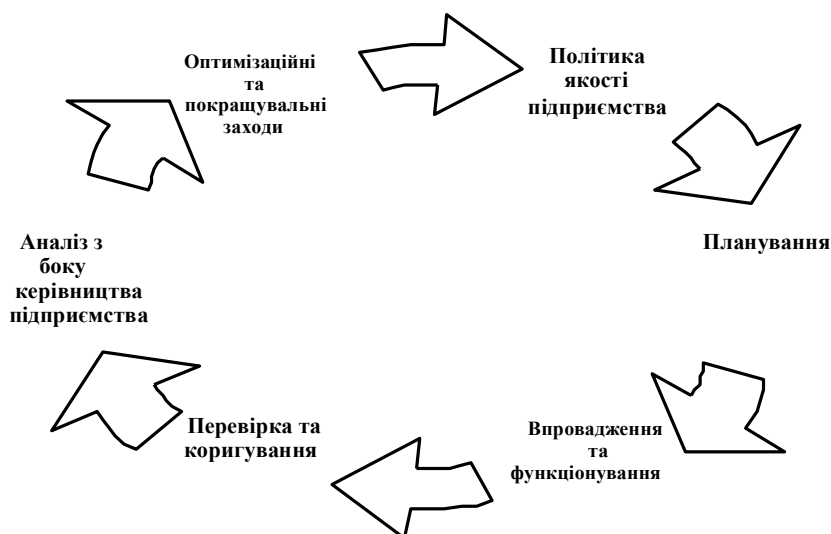 Оптимізаційні
та
покращувальні
заходи
Політика
якості
підприємства
Планування
Впровадження
та
функціонування
Перевірка та
коригування
Аналіз з
боку
керівництва
підприємства